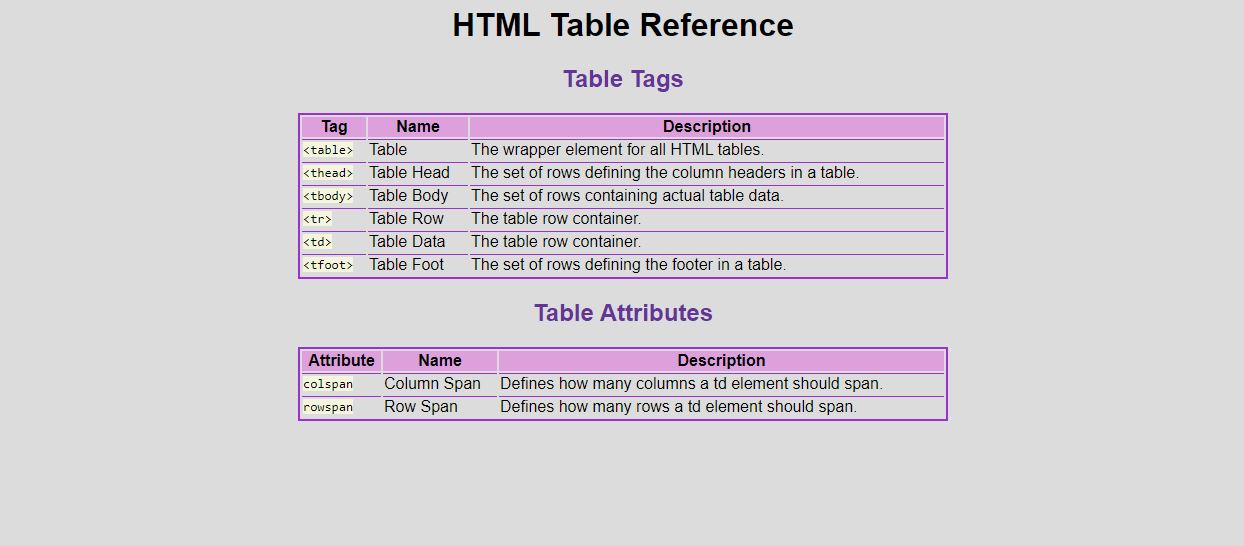 HTML Table Reference
Table Tags
Tag Name Description
<table> Table The wrapper element for all HTML tables.
<thead> Table Head The set of rows defining the column headers in a table.
<tbody> Table Body The set of rows containing actual table data.
<tr> Table Row The table row container.
<td> Table Data The table row container.
<tfoot> Table Foot The set of rows defining the footer in a table.
Table Attributes
Attribute Name Description
colspan Column Span Defines how many columns a td element should span.
rowspan Row Span Defines how many rows a td element should span.